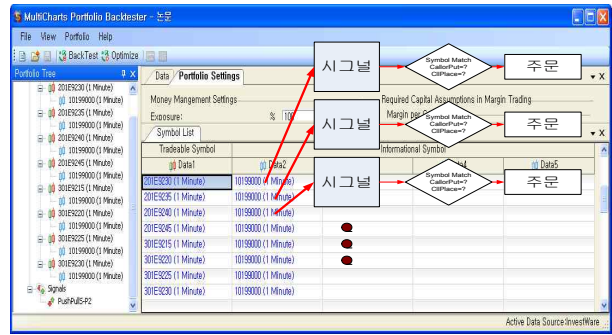 MultiCharts Portfolio Backtester - 논문
File View Portfolio Help
BackTest Optimize
Portfolio Tree
201E9230 (1 Minute)
10199000 (1 Minute)
201E9235 (1 Minute)
10199000 (1 Minute)
201E9240 (1 Minute)
10199000 (1 Minute)
201E9245 (1 Minute)
10199000 (1 Minute)
301E9215 (1 Minute)
10199000 (1 Minute)
301E9220 (1 Minute)
10199000 (1 Minute)
301E9225 (1 Minute)
10199000 (1 Minute)
301E9230 (1 Minute)
10199000 (1 Minute)
Signals
PushPullS-P2
Data Portfolio Settings
Money Mangement Settings
Required Capital Assumptions in Margin Trading
Exposure: % 100
Margin per
Symbol List
Tradeable Symbol Informational Symbol
Data1 Data2 Data5
201E9230 (1 Minute) 10199000 (1 Minute)
201E9235 (1 Minute) 10199000 (1 Minute)
201E9240 (1 Minute) 10199000 (1 Minute)
201E9245 (1 Minute) 10199000 (1 Minute)
301E9215 (1 Minute) 10199000 (1 Minute)
301E9220 (1 Minute) 10199000 (1 Minute)
301E9225 (1 Minute) 10199000 (1 Minute)
301E9230 (1 Minute) 10199000 (1 Minute)
시그널
Symbol Match
CallorPut=?
CllPlace=?
주문
시그널
Symbol Match
CallorPut=?
CllPlace=?
주문
시그널
Symbol Match
CallorPut=?
CllPlace=?
주문
Active Data Source:InvestWare